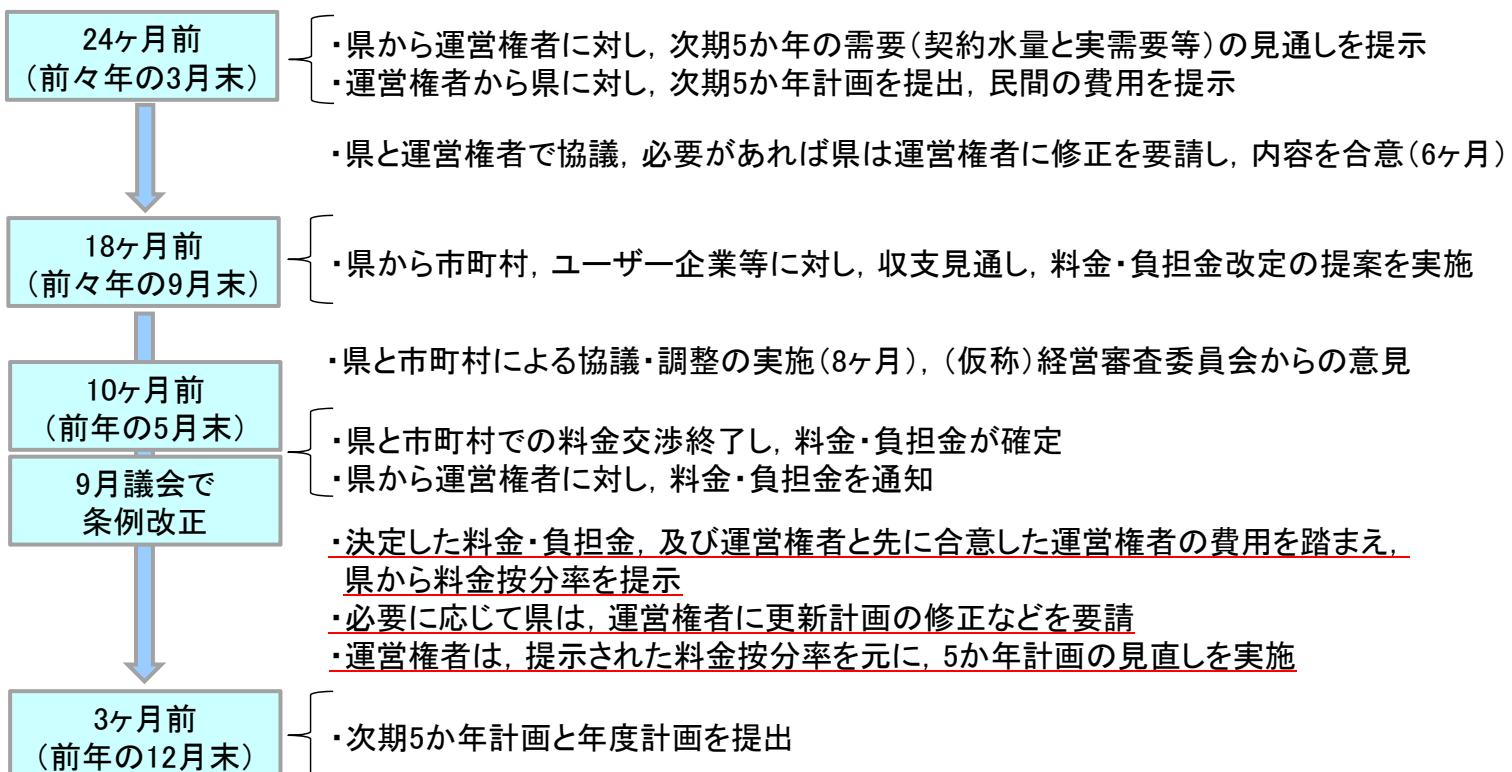 24ヶ月前
（前々年の3月末）
・県から運営権者に対し，次期5か年の需要（契約水量と実需要等）の見通しを提示
・運営権者から県に対し，次期5か年計画を提出，民間の費用を提示
・県と運営権者で協議，必要があれば県は運営権者に修正を要請し，内容を合意（6ヶ月）
18ヶ月前
（前々年の9月末）
・県から市町村，ユーザー企業等に対し，収支見通し，料金・負担金改定の提案を実施
・県と市町村による協議・調整の実施（8ヶ月），（仮称）経営審査委員会からの意見
10ヶ月前
（前年の5月末）
・県と市町村での料金交渉終了し，料金・負担金が確定
・県から運営権者に対し，料金・負担金を通知
9月議会で
条例改正
・決定した料金・負担金，及び運営権者と先に合意した運営権者の費用を踏まえ，
県から料金按分率を提示
・必要に応じて県は，運営権者に更新計画の修正などを要請
・運営権者は，提示された料金按分率を元に，5か年計画の見直しを実施
3ヶ月前
（前年の12月末）
・次期5か年計画と年度計画を提出